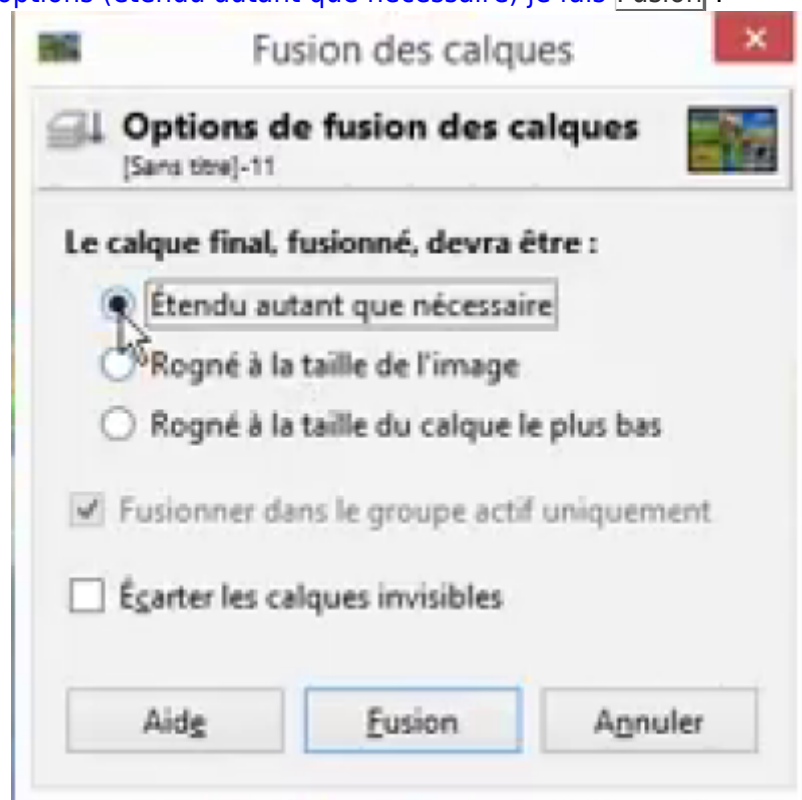 options (étendu autant que nécessaire) je fais Fusion :
Fusion des calques
Options de fusion des calques
[Sans titre]-11
Le calque final, fusionné, devra être :
Étendu autant que nécessaire
Rogné à la taille de l'image
Rogné à la taille du calque le plus bas
Fusionner dans le groupe actif uniquement
Écarter les calques invisibles
Aide
Fusion
Annuler